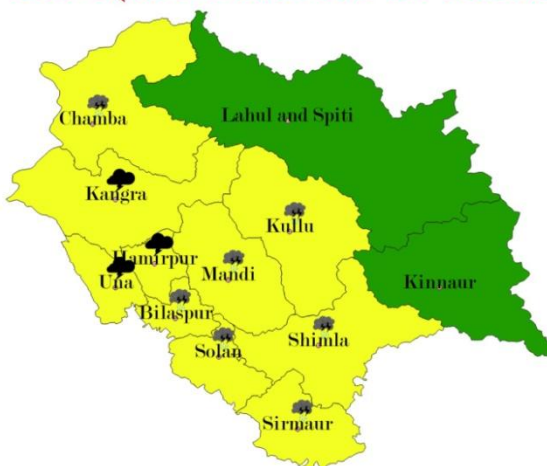 Chamba
Lahul and Spiti
Kangra
Kullu
Hamirpur
Una
Mandi
Kinnaur
Bilaspur
Solan
Shimla
Sirmaur